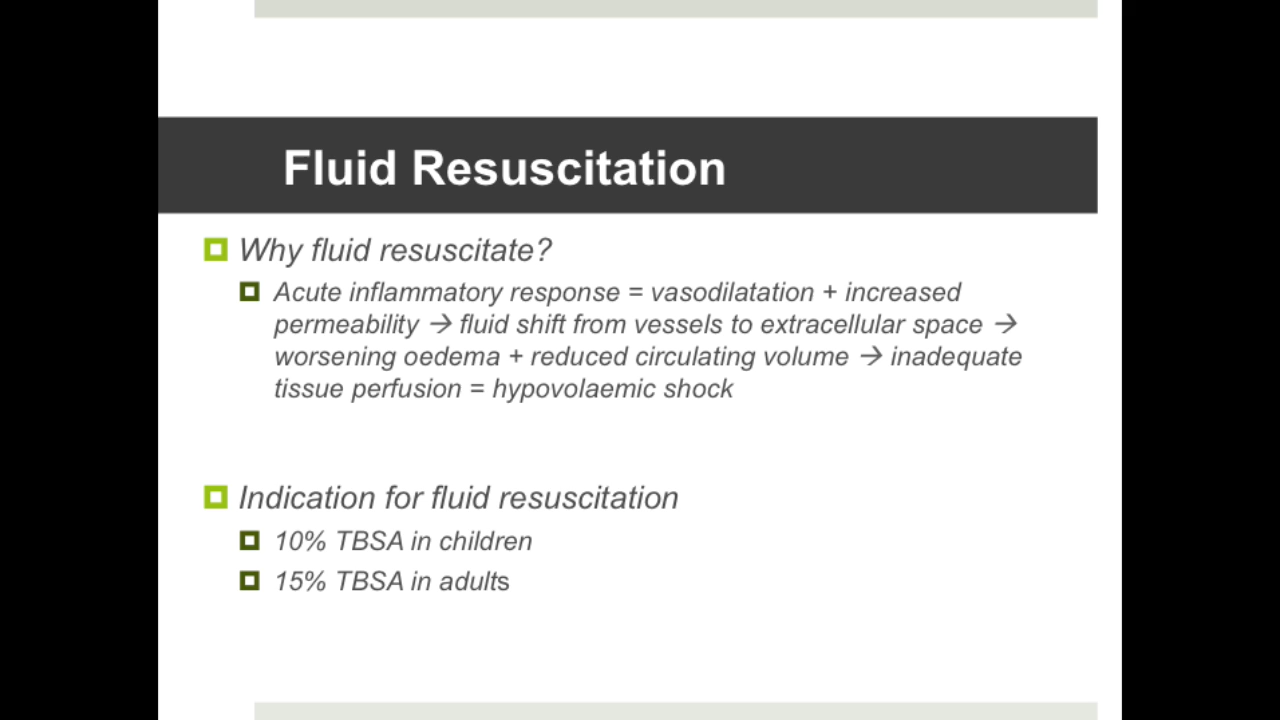 Fluid Resuscitation
Why fluid resuscitate?
Acute inflammatory response = vasodilatation + increased
permeability → fluid shift from vessels to extracellular space →
worsening oedema + reduced circulating volume → inadequate
tissue perfusion = hypovolaemic shock
Indication for fluid resuscitation
10% TBSA in children
15% TBSA in adults